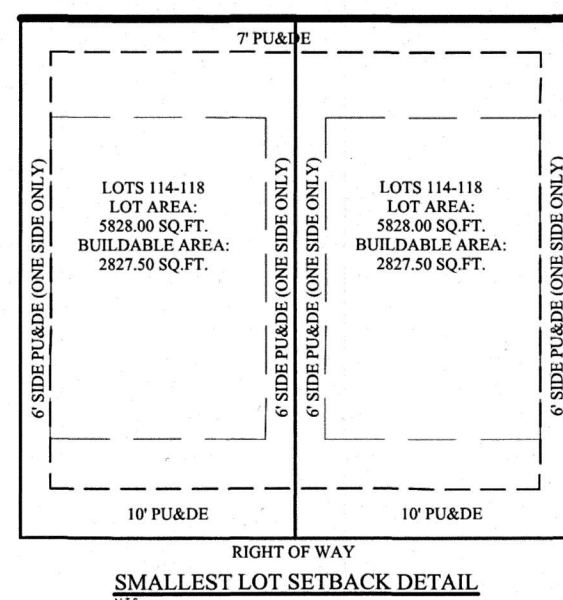 7' PU&DE
6' SIDE PU&DE (ONE SIDE ONLY)
LOTS 114-118
LOT AREA:
5828.00 SQ.FT.
BUILDABLE AREA:
2827.50 SQ.FT.
6' SIDE PU&DE (ONE SIDE ONLY)
6' SIDE PU&DE (ONE SIDE ONLY)
LOTS 114-118
LOT AREA:
5828.00 SQ.FT.
BUILDABLE AREA:
2827.50 SQ.FT.
6' SIDE PU&DE (ONE SIDE ONLY)
10' PU&DE
10' PU&DE
RIGHT OF WAY
SMALLEST LOT SETBACK DETAIL